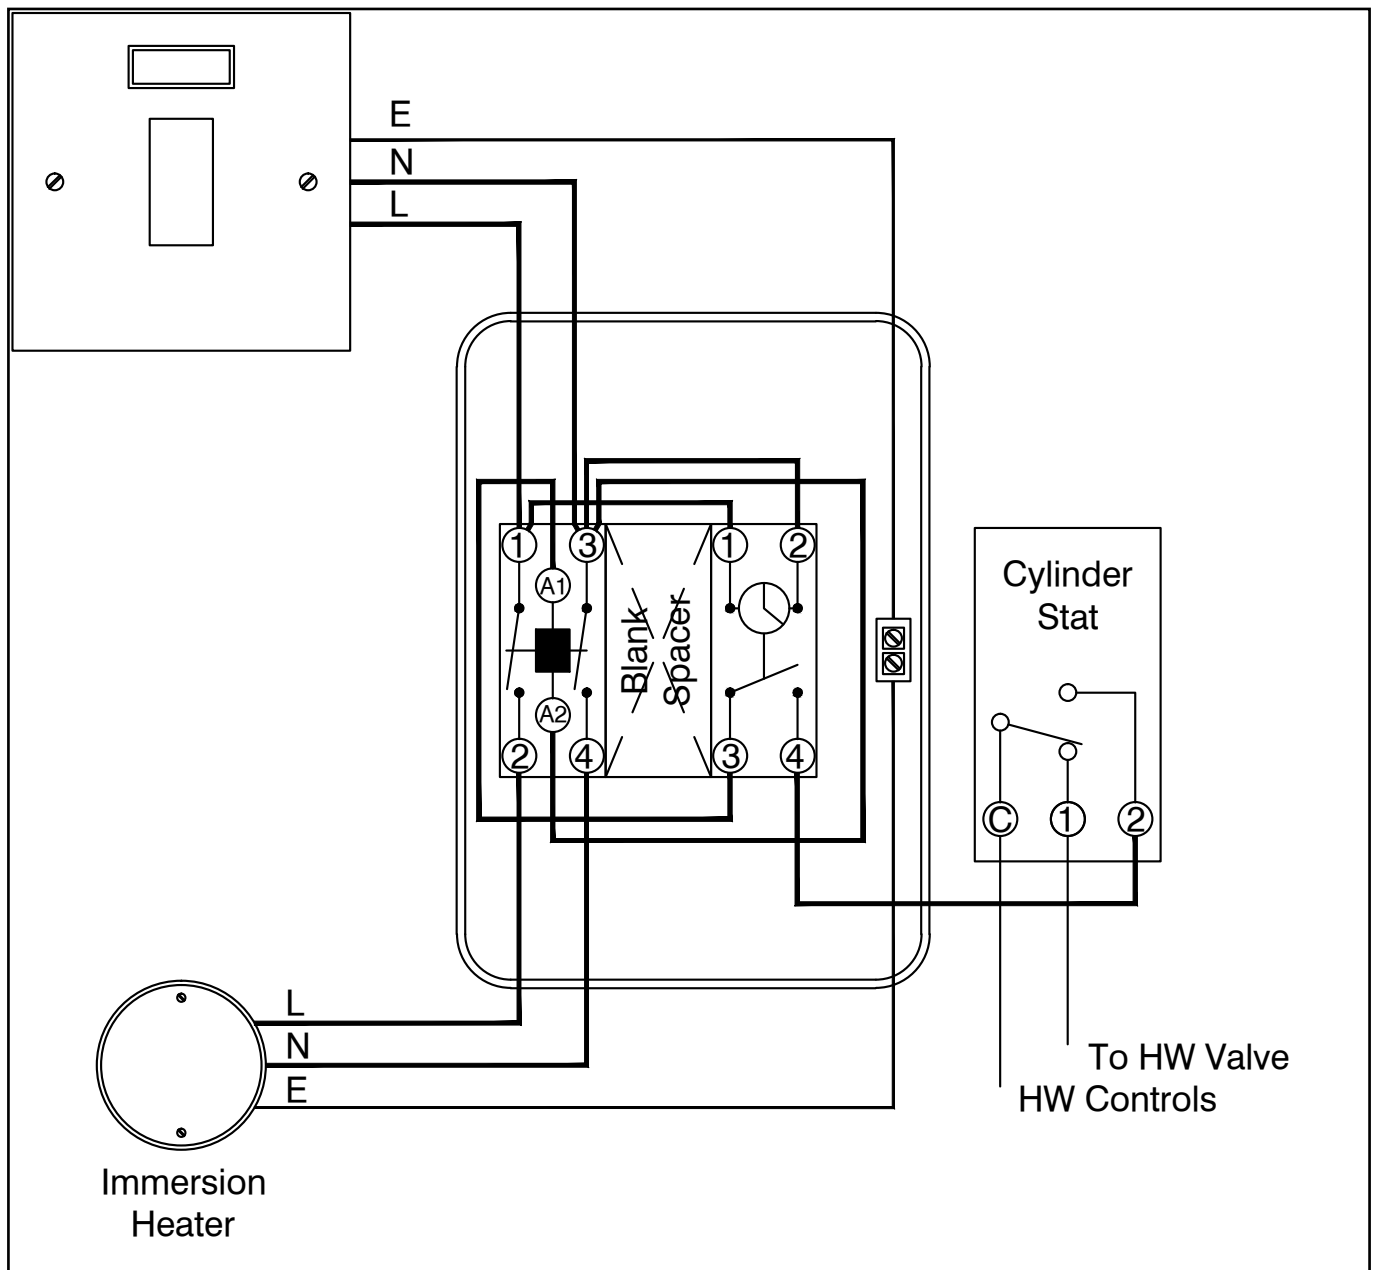 E
N
L
1
3
1
2
A1
Blank
Spacer
A2
2
4
3
4
Cylinder
Stat
C
1
2
L
N
E
To HW Valve
HW Controls
Immersion
Heater